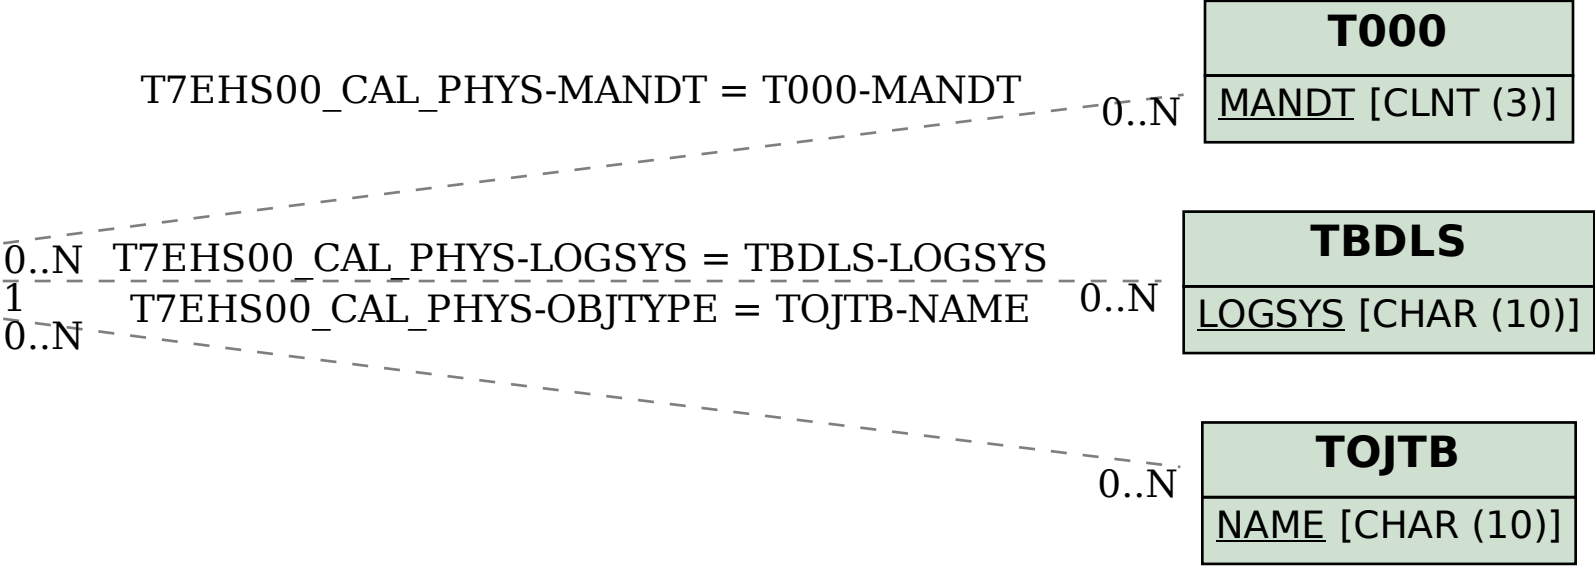 T000
T7EHS00_CAL_PHYS-MANDT = T000-MANDT
0..N
MANDT [CLNT (3)]
TBDLS
0..N
T7EHS00_CAL_PHYS-LOGSYS = TBDLS-LOGSYS
1
T7EHS00_CAL_PHYS-OBJTYPE = TOJTB-NAME
0..N
LOGSYS [CHAR (10)]
0..N
TOJTB
0..N
NAME [CHAR (10)]